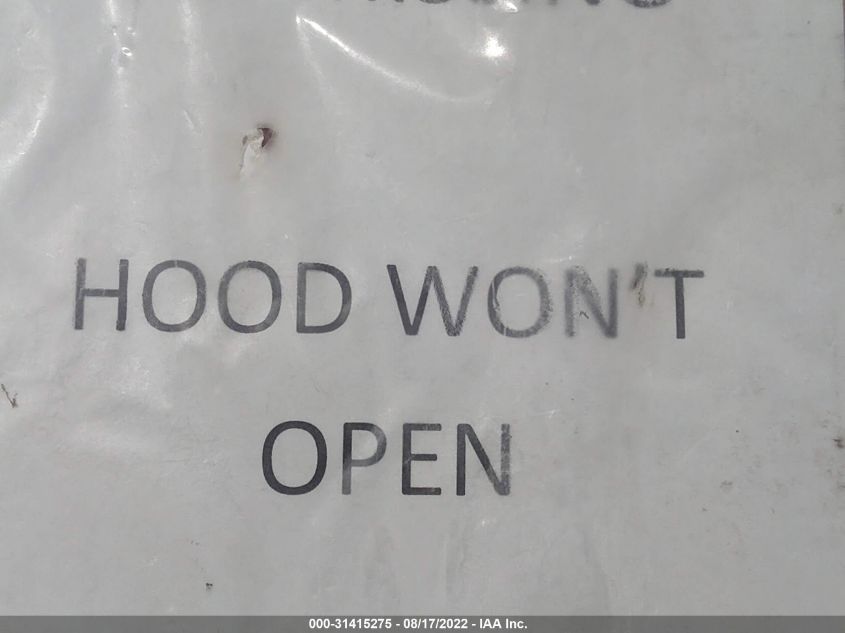 HOOD WON'T
OPEN
000-31415275 - 08/17/2022 - IAA Inc.